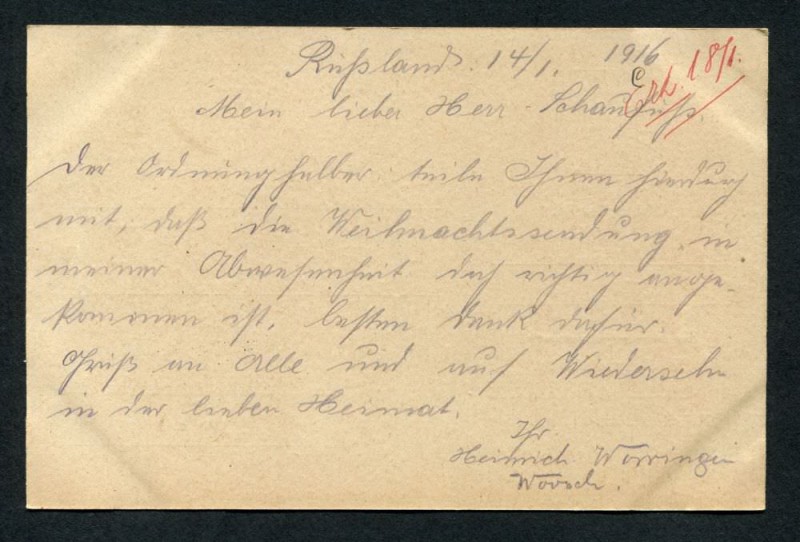 Rußland. 14/1. 1916
Erh. 18/1.
Mein lieber Herr Schaufuß.
Der Ordnung halber teile Ihnen hierdurch
mit, daß die Weihnachtssendung in
meiner Abwesenheit doch richtig ange-
kommen ist, besten Dank dafür.
Gruß an Alle und auf Wiedersehn
in der lieben Heimat.
Ihr
Heinrich Worringen